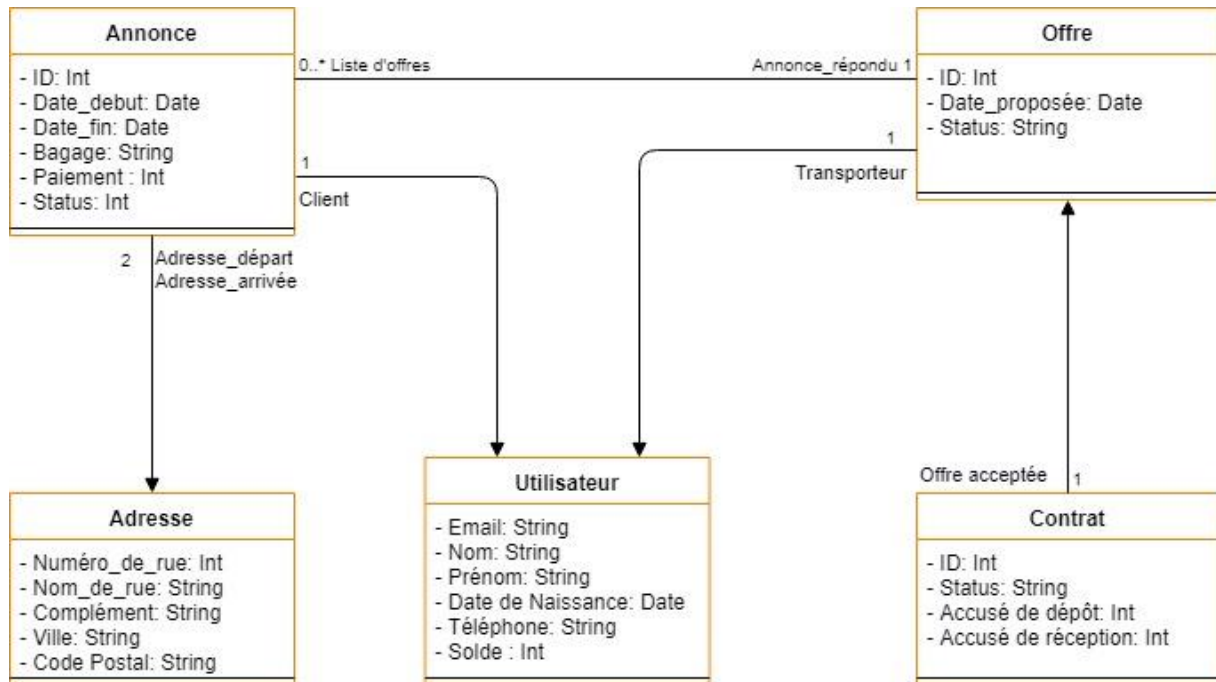 Annonce
- ID: Int
- Date_debut: Date
- Date_fin: Date
- Bagage: String
- Paiement : Int
- Status: Int
0..* Liste d'offres
Annonce_répondu 1
Offre
- ID: Int
- Date_proposée: Date
- Status: String
1
Client
1
Transporteur
2
Adresse_départ
Adresse_arrivée
Adresse
- Numéro_de_rue: Int
- Nom_de_rue: String
- Complément: String
- Ville: String
- Code Postal: String
Utilisateur
- Email: String
- Nom: String
- Prénom: String
- Date de Naissance: Date
- Téléphone: String
- Solde : Int
Offre acceptée 1
Contrat
- ID: Int
- Status: String
- Accusé de dépôt: Int
- Accusé de réception: Int